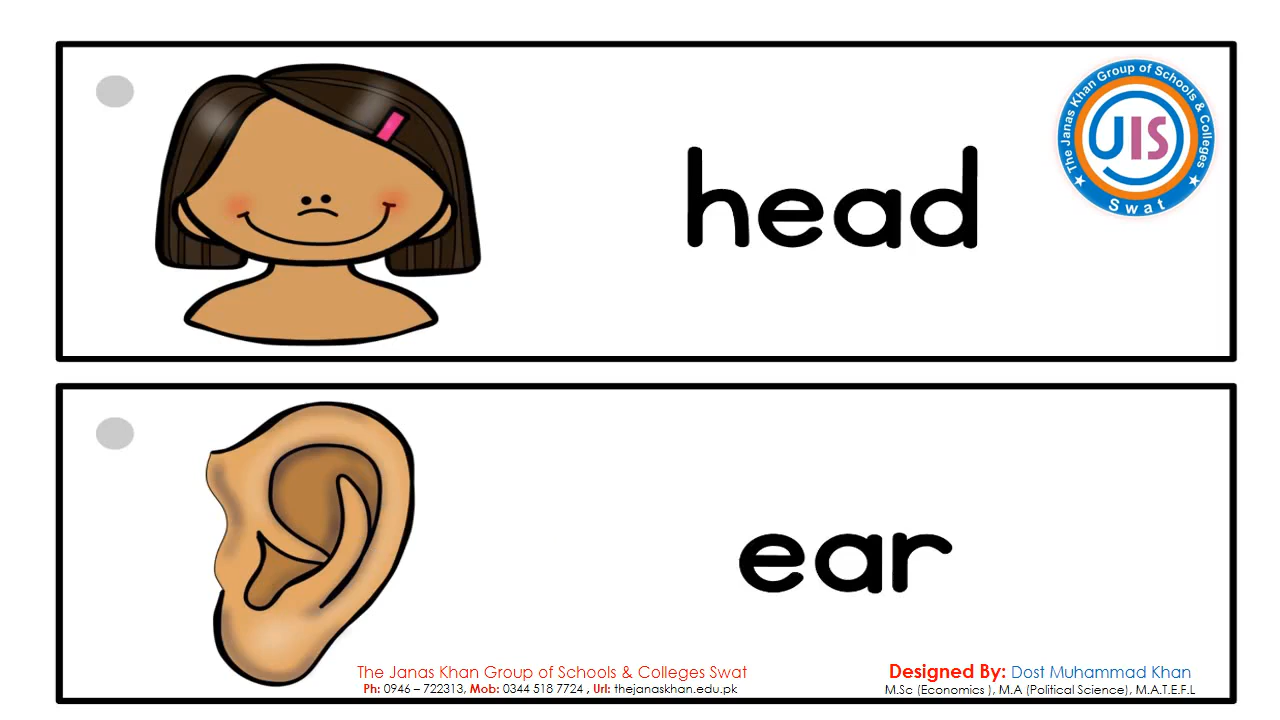 head
The Janas Khan Group of Schools & Colleges
JIS
Swat
ear
The Janas Khan Group of Schools & Colleges Swat
Ph: 0946 – 722313, Mob: 0344 518 7724 , Url: thejanaskhan.edu.pk
Designed By: Dost Muhammad Khan
M.Sc (Economics ), M.A (Political Science), M.A.T.E.F.L